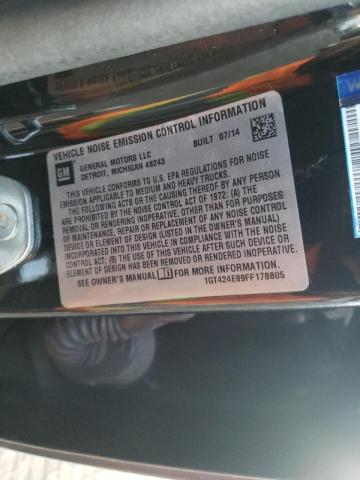 VEHICLE NOISE EMISSION CONTROL INFORMATION
GM GENERAL MOTORS LLC BUILT 07/14
DETROIT, MICHIGAN 48243
THIS VEHICLE CONFORMS TO U.S. EPA REGULATIONS FOR NOISE
EMISSION APPLICABLE TO MEDIUM AND HEAVY TRUCKS.
THE FOLLOWING ACTS OR THE CAUSING THEREOF BY ANY PERSON
ARE PROHIBITED BY THE NOISE CONTROL ACT OF 1972: (A) THE
REMOVAL OR RENDERING INOPERATIVE, OTHER THAN FOR PURPOSES
OF MAINTENANCE, REPAIR, OR REPLACEMENT OF ANY NOISE CONTROL
DEVICE OR ELEMENT OF DESIGN (LISTED IN THE OWNER'S MANUAL)
INCORPORATED INTO THIS VEHICLE IN COMPLIANCE WITH THE NOISE
CONTROL ACT; (B) THE USE OF THIS VEHICLE AFTER SUCH DEVICE OR
ELEMENT OF DESIGN HAS BEEN REMOVED OR RENDERED INOPERATIVE.
SEE OWNER'S MANUAL FOR MORE INFORMATION.
1GT424E89FF178805